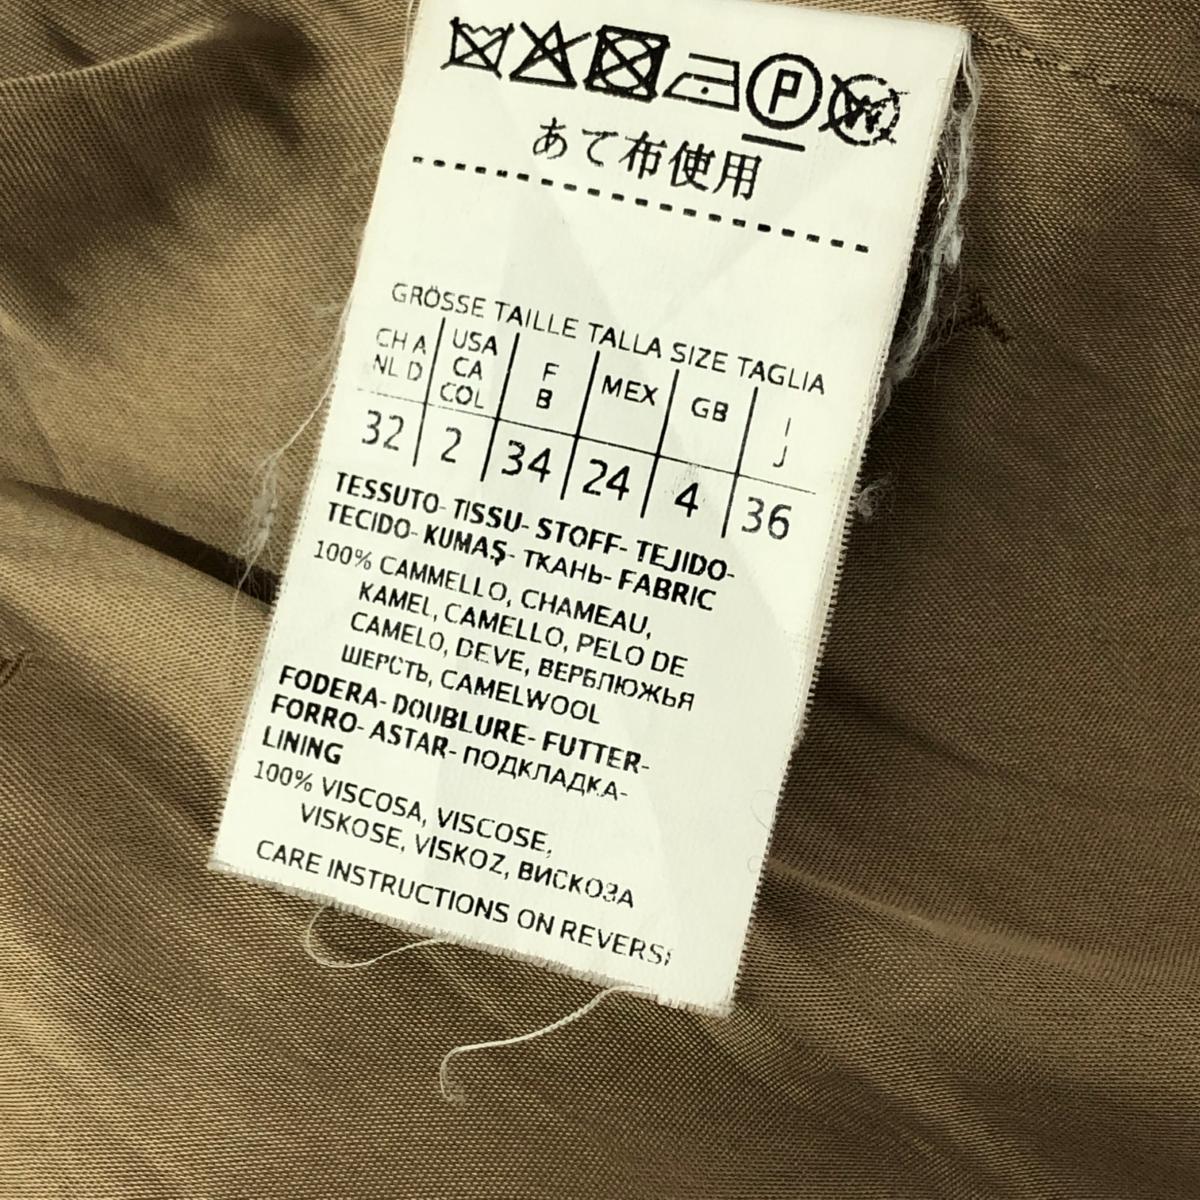 P W
あて布使用
GRÖSSE TAILLE TALLA SIZE TAGLIA
CH A NL D | USA CA COL | F B | MEX | GB | I J
32 | 2 | 34 | 24 | 4 | 36
TESSUTO- TISSU- STOFF- TEJIDO-
TECIDO- KUMAŞ- ТКАНЬ- FABRIC
100% CAMMELLO, CHAMEAU,
KAMEL, CAMELLO, PELO DE
CAMELO, DEVE, ВЕРБЛЮЖЬЯ
ШЕРСТЬ, CAMELWOOL
FODERA- DOUBLURE- FUTTER-
FORRO- ASTAR- ПОДКЛАДКА-
LINING
100% VISCOSA, VISCOSE,
VISKOSE, VISKOZ, ВИСКОЗА
CARE INSTRUCTIONS ON REVERSE